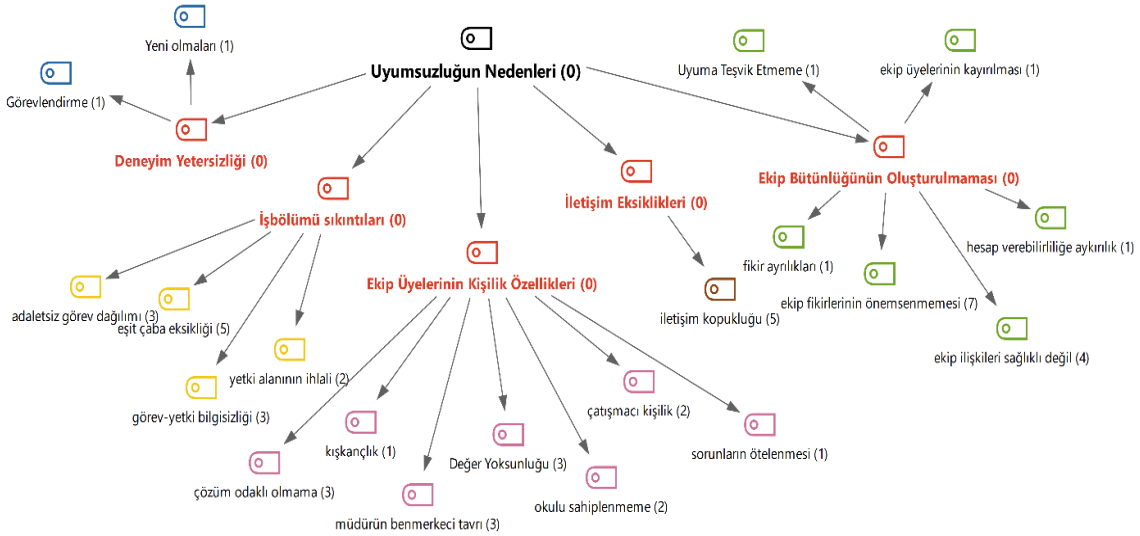 Yeni olmaları (1)
Uyumsuzluğun Nedenleri (0)
Uyuma Teşvik Etmeme (1)
ekip üyelerinin kayırılması (1)
Görevlendirme (1)
Deneyim Yetersizliği (0)
Ekip Bütünlüğünün Oluşturulmaması (0)
İletişim Eksiklikleri (0)
İşbölümü sıkıntıları (0)
hesap verebilirliliğe aykırılık (1)
fikir ayrılıkları (1)
Ekip Üyelerinin Kişilik Özellikleri (0)
ekip fikirlerinin önemsenmemesi (7)
adaletsiz görev dağılımı (3)
iletişim kopukluğu (5)
eşit çaba eksikliği (5)
ekip ilişkileri sağlıklı değil (4)
yetki alanının ihlali (2)
çatışmacı kişilik (2)
görev-yetki bilgisizliği (3)
kışkançlık (1)
sorunların ötelenmesi (1)
Değer Yoksunluğu (3)
çözüm odaklı olmama (3)
okulu sahiplenmeme (2)
müdürün benmerkeci tavrı (3)